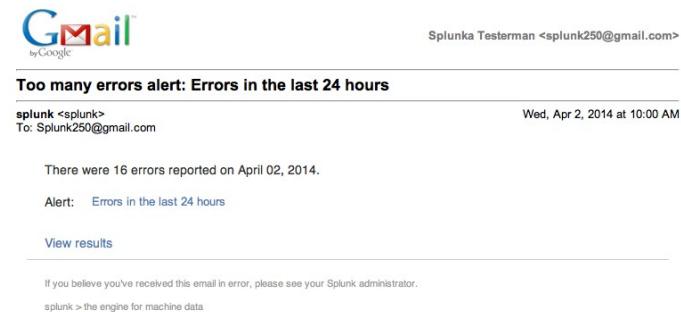 Gmail
by Google
Splunka Testerman <splunk250@gmail.com>
Too many errors alert: Errors in the last 24 hours
splunk <splunk>
Wed, Apr 2, 2014 at 10:00 AM
To: Splunk250@gmail.com
There were 16 errors reported on April 02, 2014.
Alert: Errors in the last 24 hours
View results
If you believe you've received this email in error, please see your Splunk administrator.
splunk > the engine for machine data